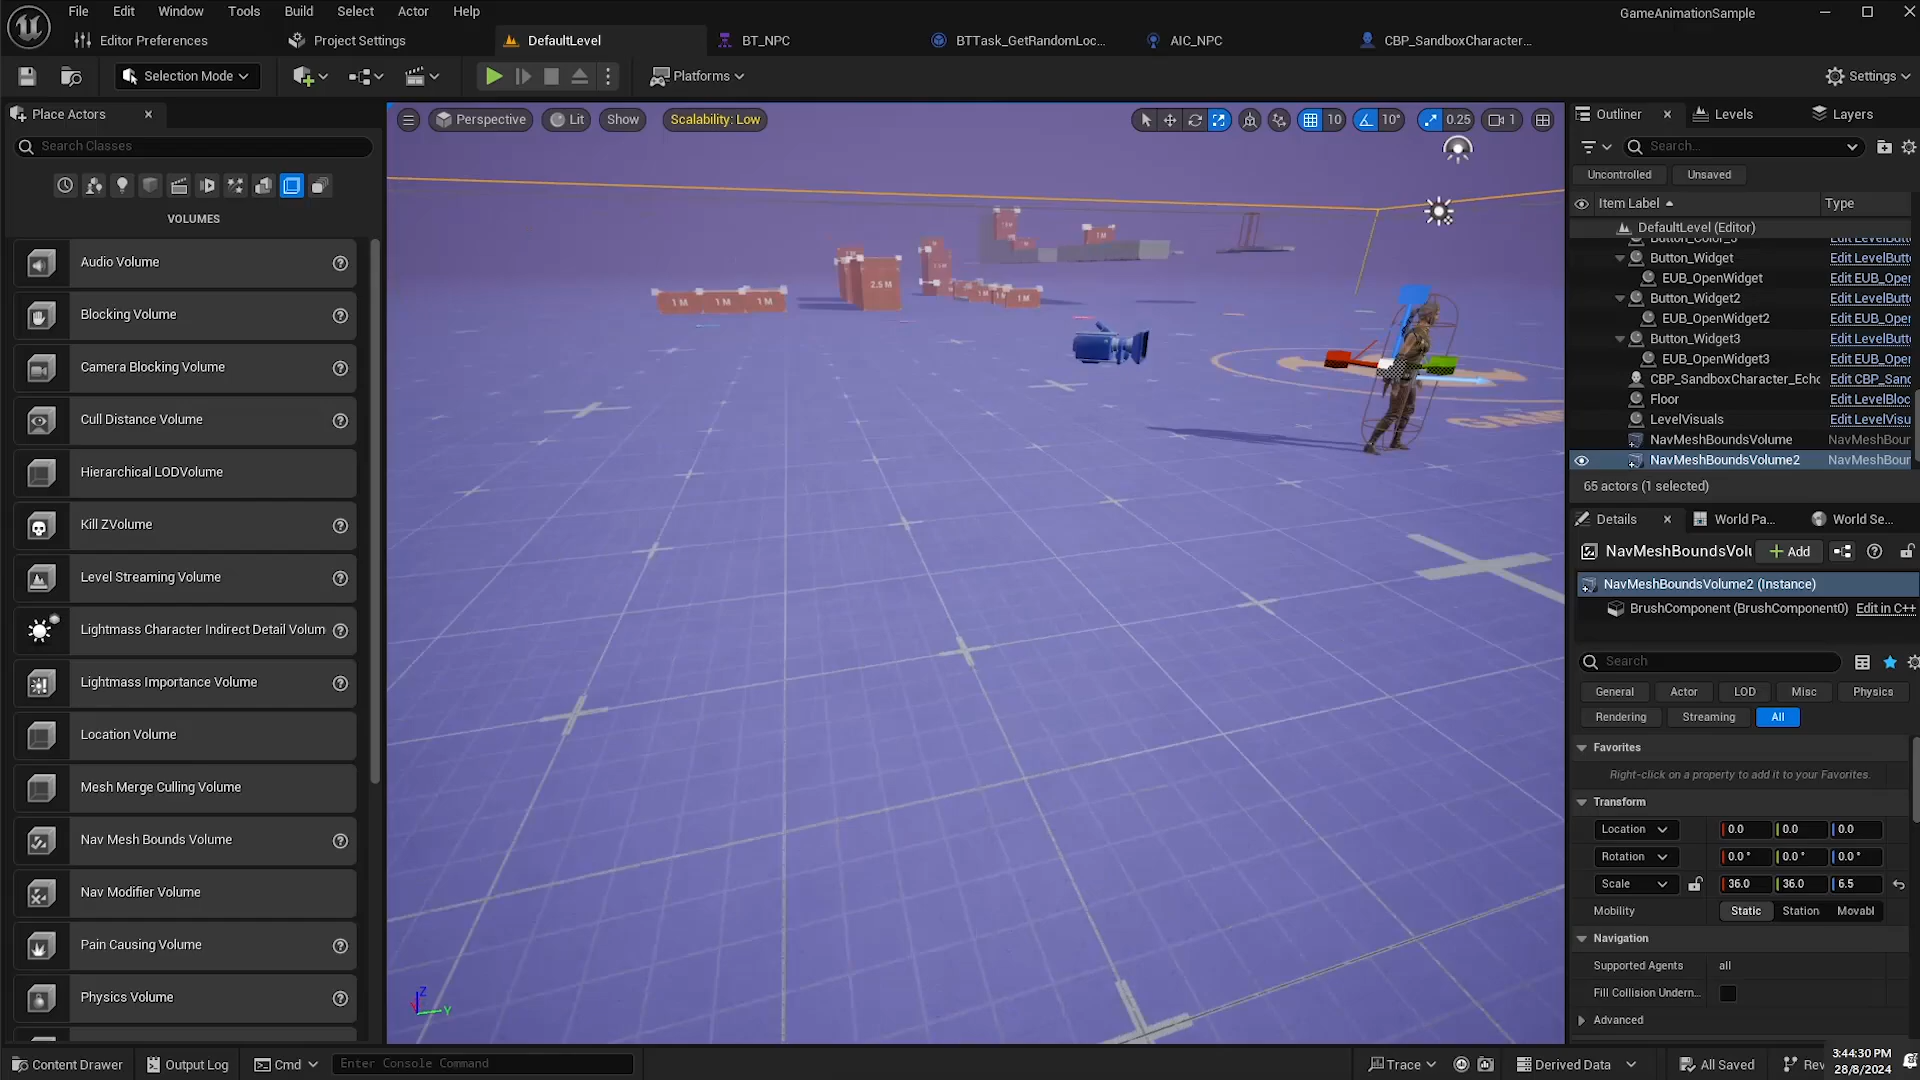 File Edit Window Tools Build Select Actor Help
GameAnimationSample
Editor Preferences
Project Settings
DefaultLevel
BT_NPC
BTTask_GetRandomLoc...
AIC_NPC
CBP_SandboxCharacter...
Selection Mode
Platforms
Settings
Place Actors
Search Classes
VOLUMES
Audio Volume
Blocking Volume
Camera Blocking Volume
Cull Distance Volume
Hierarchical LODVolume
Kill ZVolume
Level Streaming Volume
Lightmass Character Indirect Detail Volum
Lightmass Importance Volume
Location Volume
Mesh Merge Culling Volume
Nav Mesh Bounds Volume
Nav Modifier Volume
Pain Causing Volume
Physics Volume
Perspective
Lit
Show
Scalability: Low
10
10°
0.25
1
1 M
1 M
1 M
2.5 M
1 M
1 M
1 M
GAM
Z
Y
Outliner
Levels
Layers
Search...
Uncontrolled
Unsaved
Item Label
Type
DefaultLevel (Editor)
Button_Color_3 Edit LevelButt
Button_Widget Edit LevelButt
EUB_OpenWidget Edit EUB_Oper
Button_Widget2 Edit LevelButt
EUB_OpenWidget2 Edit EUB_Oper
Button_Widget3 Edit LevelButt
EUB_OpenWidget3 Edit EUB_Oper
CBP_SandboxCharacter_Echo Edit CBP_Sand
Floor Edit LevelBloc
LevelVisuals Edit LevelVisu
NavMeshBoundsVolume NavMeshBour
NavMeshBoundsVolume2 NavMeshBour
65 actors (1 selected)
Details
World Pa...
World Se...
NavMeshBoundsVolu
Add
NavMeshBoundsVolume2 (Instance)
BrushComponent (BrushComponent0) Edit in C++
Search
General
Actor
LOD
Misc
Physics
Rendering
Streaming
All
Favorites
Right-click on a property to add it to your Favorites.
Transform
Location 0.0 0.0 0.0
Rotation 0.0 ° 0.0 ° 0.0 °
Scale 36.0 36.0 6.5
Mobility Static Station Movabl
Navigation
Supported Agents all
Fill Collision Undern...
Advanced
Content Drawer
Output Log
Cmd
Enter Console Command
Trace
Derived Data
All Saved
Rev
3:44:30 PM
28/8/2024